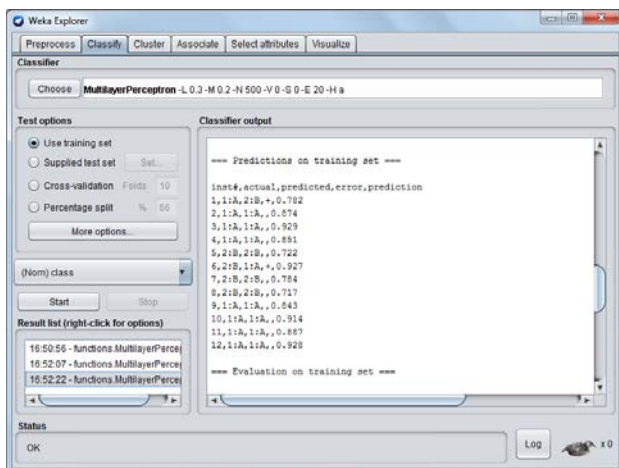 Weka Explorer
Preprocess Classify Cluster Associate Select attributes Visualize
Classifier
Choose MultilayerPerceptron -L 0.3 -M 0.2 -N 500 -V 0 -S 0 -E 20 -H a
Test options
Use training set
Supplied test set Set...
Cross-validation Folds 10
Percentage split % 66
More options...
(Nom) class
Start Stop
Result list (right-click for options)
16:50:56 - functions.MultilayerPercep
16:52:07 - functions.MultilayerPercep
16:52:22 - functions.MultilayerPercep
Classifier output
=== Predictions on training set ===
inst#,actual,predicted,error,prediction
1,1:A,2:B,+,0.782
2,1:A,1:A,,0.874
3,1:A,1:A,,0.929
4,1:A,1:A,,0.851
5,2:B,2:B,,0.722
6,2:B,1:A,+,0.927
7,2:B,2:B,,0.784
8,2:B,2:B,,0.717
9,1:A,1:A,,0.843
10,1:A,1:A,,0.914
11,1:A,1:A,,0.887
12,1:A,1:A,,0.928
=== Evaluation on training set ===
Status
OK
Log
x 0